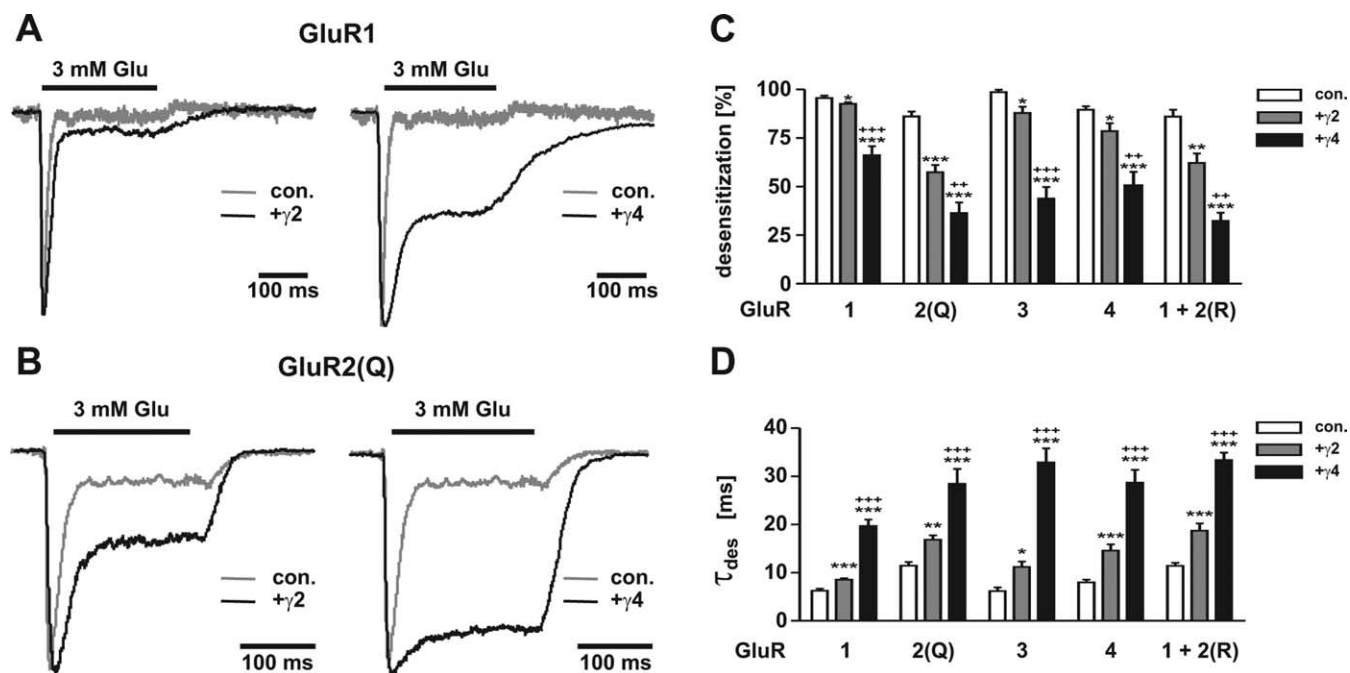 A
GluR1
3 mM Glu
3 mM Glu
con.
+γ2
con.
+γ4
100 ms
100 ms
B
GluR2(Q)
3 mM Glu
3 mM Glu
con.
+γ2
con.
+γ4
100 ms
100 ms
C
desensitization [%]
100
75
50
25
0
*
+++
***
***
++
***
*
+++
***
*
++
***
**
++
***
con.
+γ2
+γ4
GluR 1 2(Q) 3 4 1 + 2(R)
D
τdes [ms]
40
30
20
10
0
***
+++
***
**
+++
***
*
+++
***
***
+++
***
***
+++
***
con.
+γ2
+γ4
GluR 1 2(Q) 3 4 1 + 2(R)